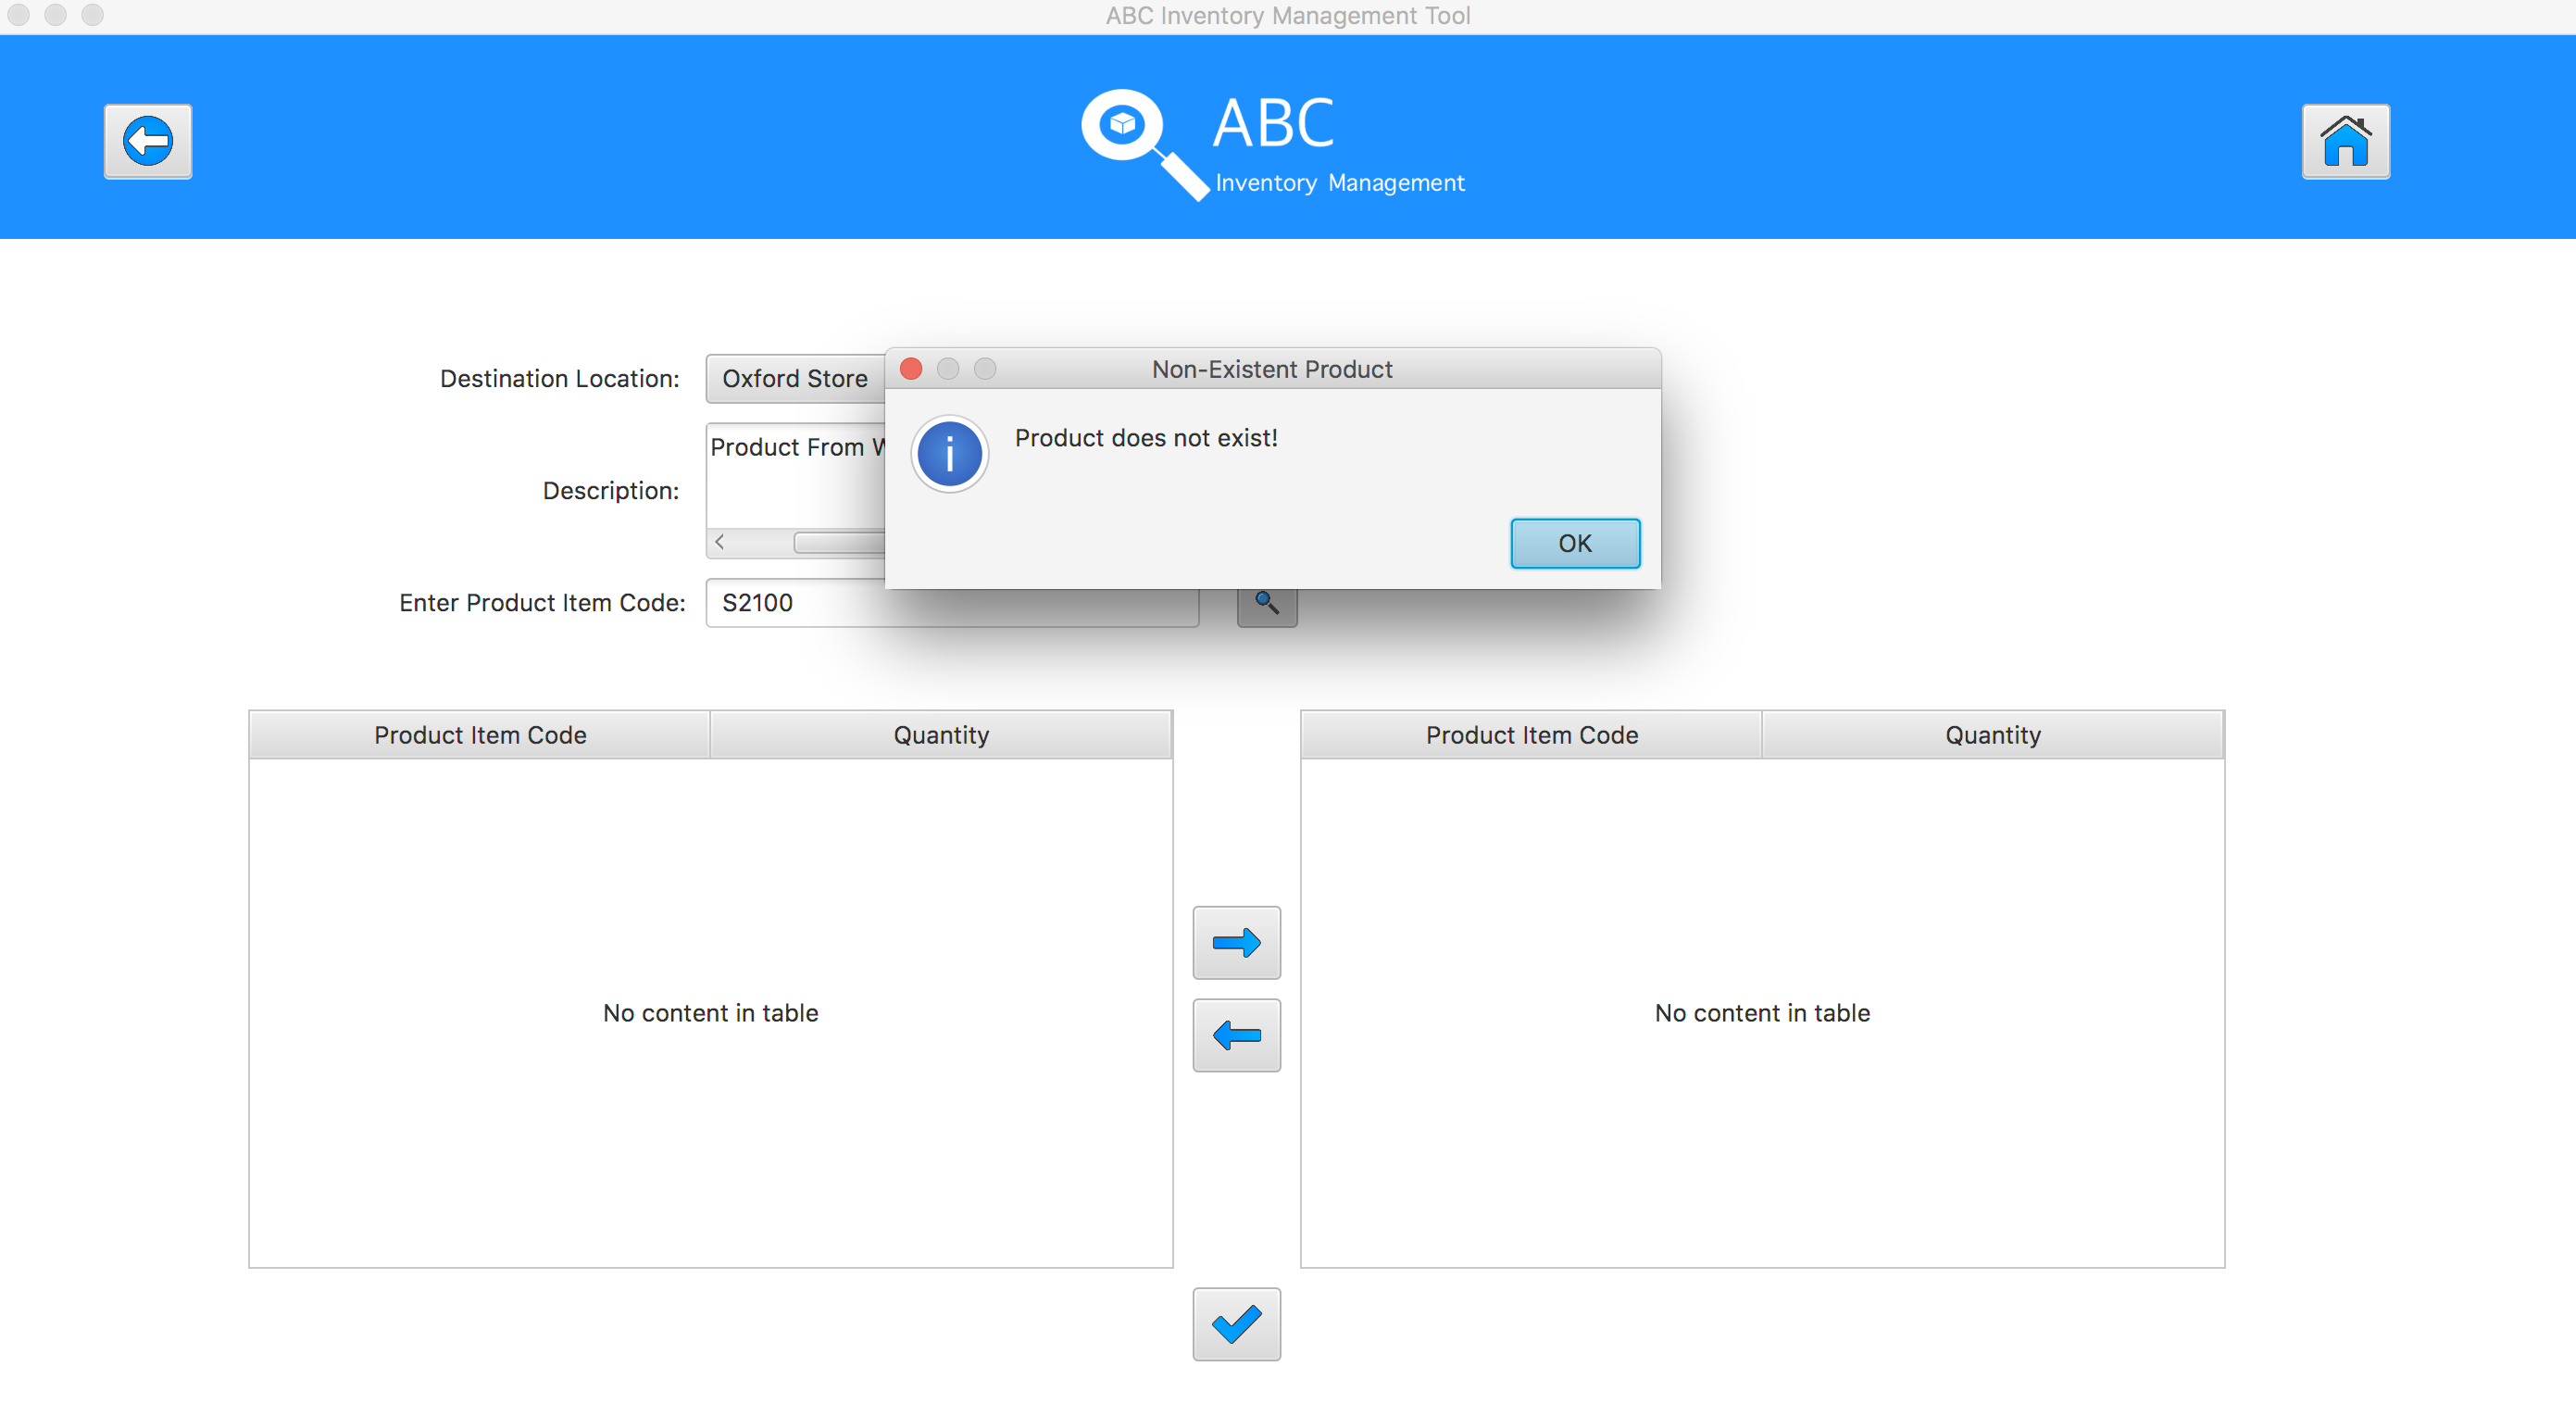 ABC Inventory Management Tool
ABC
Inventory Management
Destination Location:
Oxford Store
Non-Existent Product
Product does not exist!
OK
Description:
Product From
Enter Product Item Code:
S2100
Product Item Code
Quantity
No content in table
Product Item Code
Quantity
No content in table